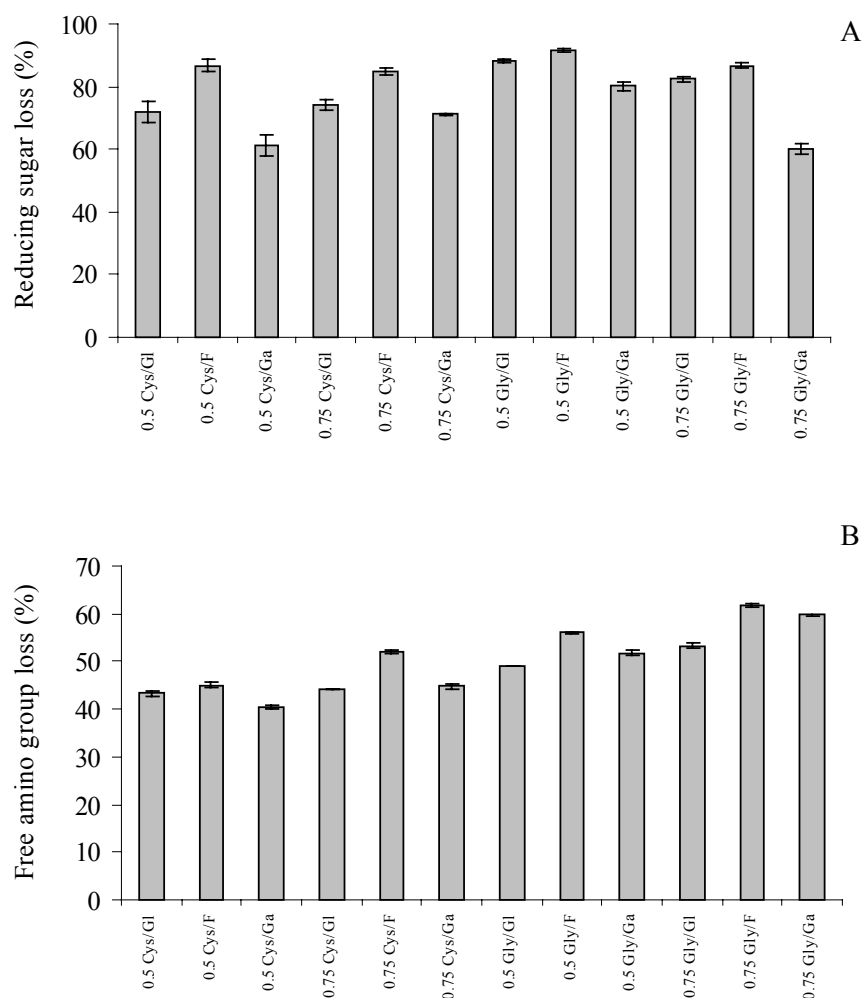 A
Reducing sugar loss (%)
100
80
60
40
20
0
0.5 Cys/Gl
0.5 Cys/F
0.5 Cys/Ga
0.75 Cys/Gl
0.75 Cys/F
0.75 Cys/Ga
0.5 Gly/Gl
0.5 Gly/F
0.5 Gly/Ga
0.75 Gly/Gl
0.75 Gly/F
0.75 Gly/Ga
B
Free amino group loss (%)
70
60
50
40
30
20
10
0
0.5 Cys/Gl
0.5 Cys/F
0.5 Cys/Ga
0.75 Cys/Gl
0.75 Cys/F
0.75 Cys/Ga
0.5 Gly/Gl
0.5 Gly/F
0.5 Gly/Ga
0.75 Gly/Gl
0.75 Gly/F
0.75 Gly/Ga